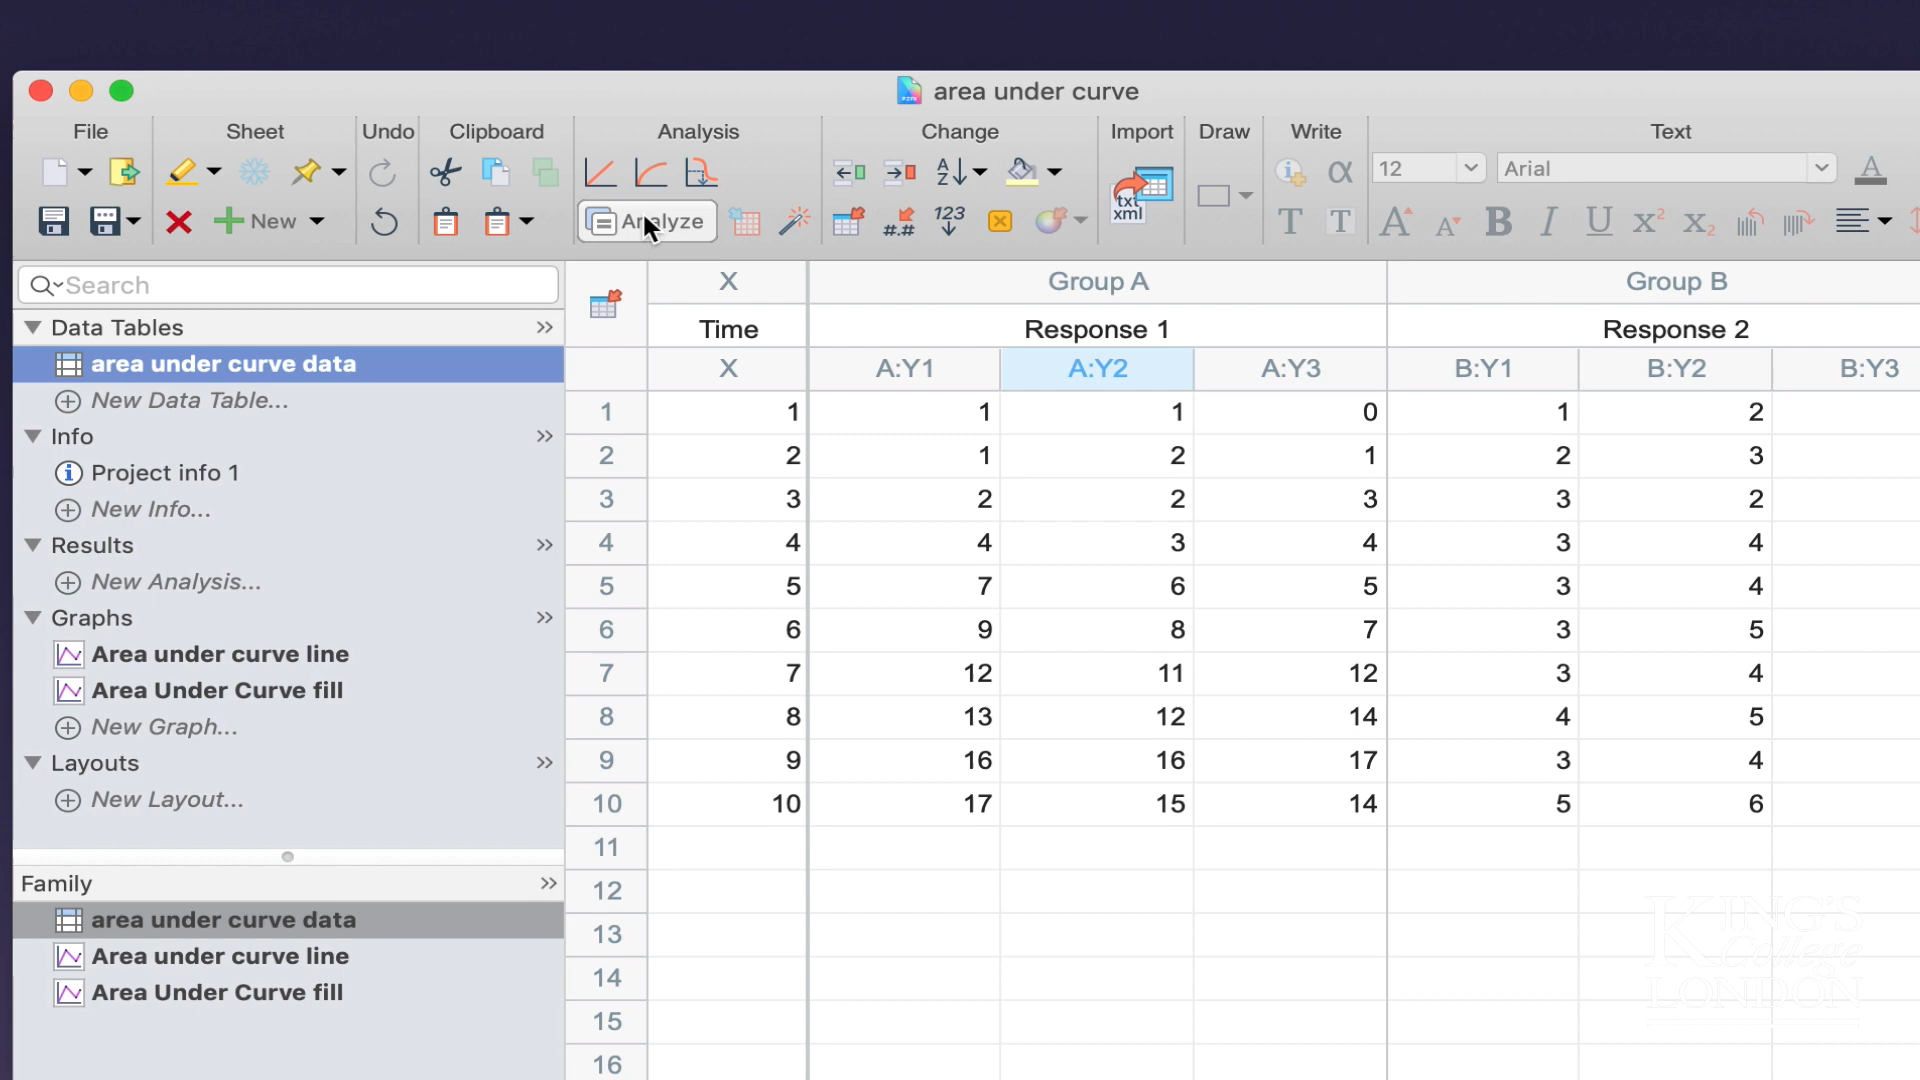 area under curve
File Sheet Undo Clipboard Analysis Change Import Draw Write Text
A Z 12 Arial A
New Analyze #.# 123 txt xml T T A A B I U X² X₂
Search
Data Tables
area under curve data
New Data Table...
Info
Project info 1
New Info...
Results
New Analysis...
Graphs
Area under curve line
Area Under Curve fill
New Graph...
Layouts
New Layout...
Family
area under curve data
Area under curve line
Area Under Curve fill
X Group A Group B
Time Response 1 Response 2
X A:Y1 A:Y2 A:Y3 B:Y1 B:Y2 B:Y3
1 1 1 1 0 1 2
2 2 1 2 1 2 3
3 3 2 2 3 3 2
4 4 4 3 4 3 4
5 5 7 6 5 3 4
6 6 9 8 7 3 5
7 7 12 11 12 3 4
8 8 13 12 14 4 5
9 9 16 16 17 3 4
10 10 17 15 14 5 6
11
12
13
14
15
16
KING'S
College
LONDON